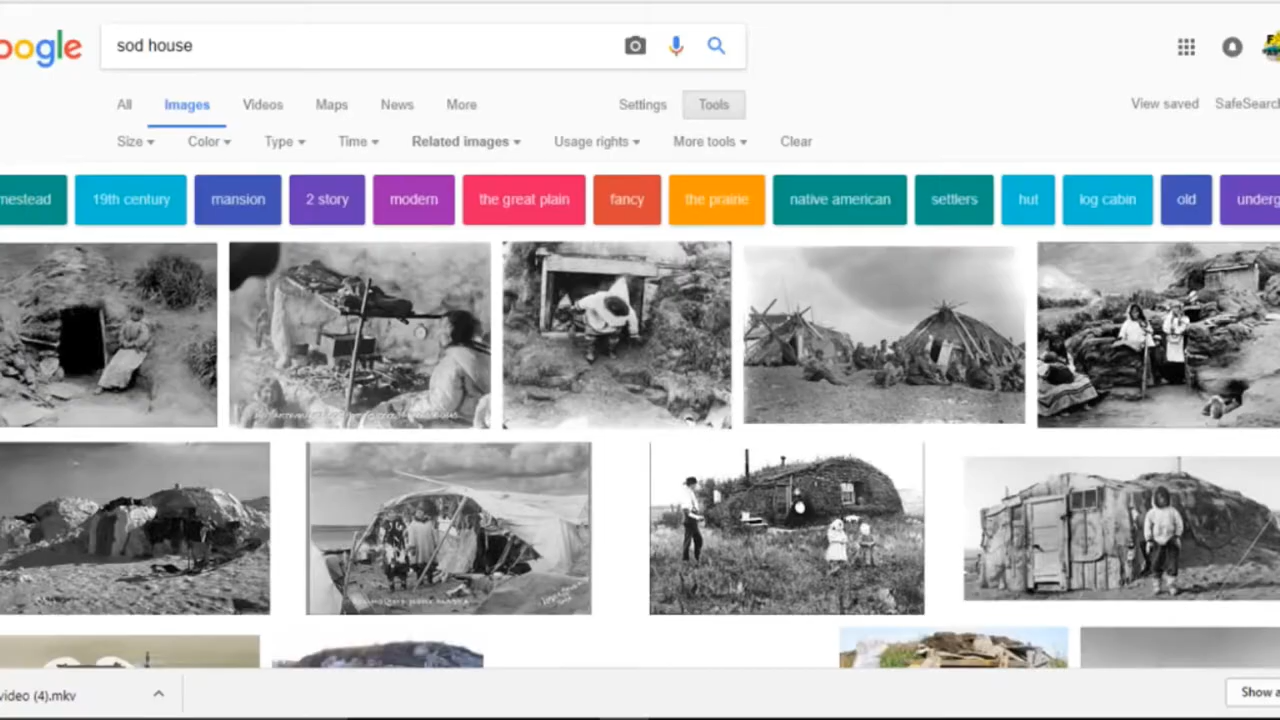 oogle
sod house
All Images Videos Maps News More Settings Tools
View saved SafeSearch
Size Color Type Time Related images Usage rights More tools Clear
mestead 19th century mansion 2 story modern the great plain fancy the prairie native american settlers hut log cabin old underg
video (4).mkv
Show a